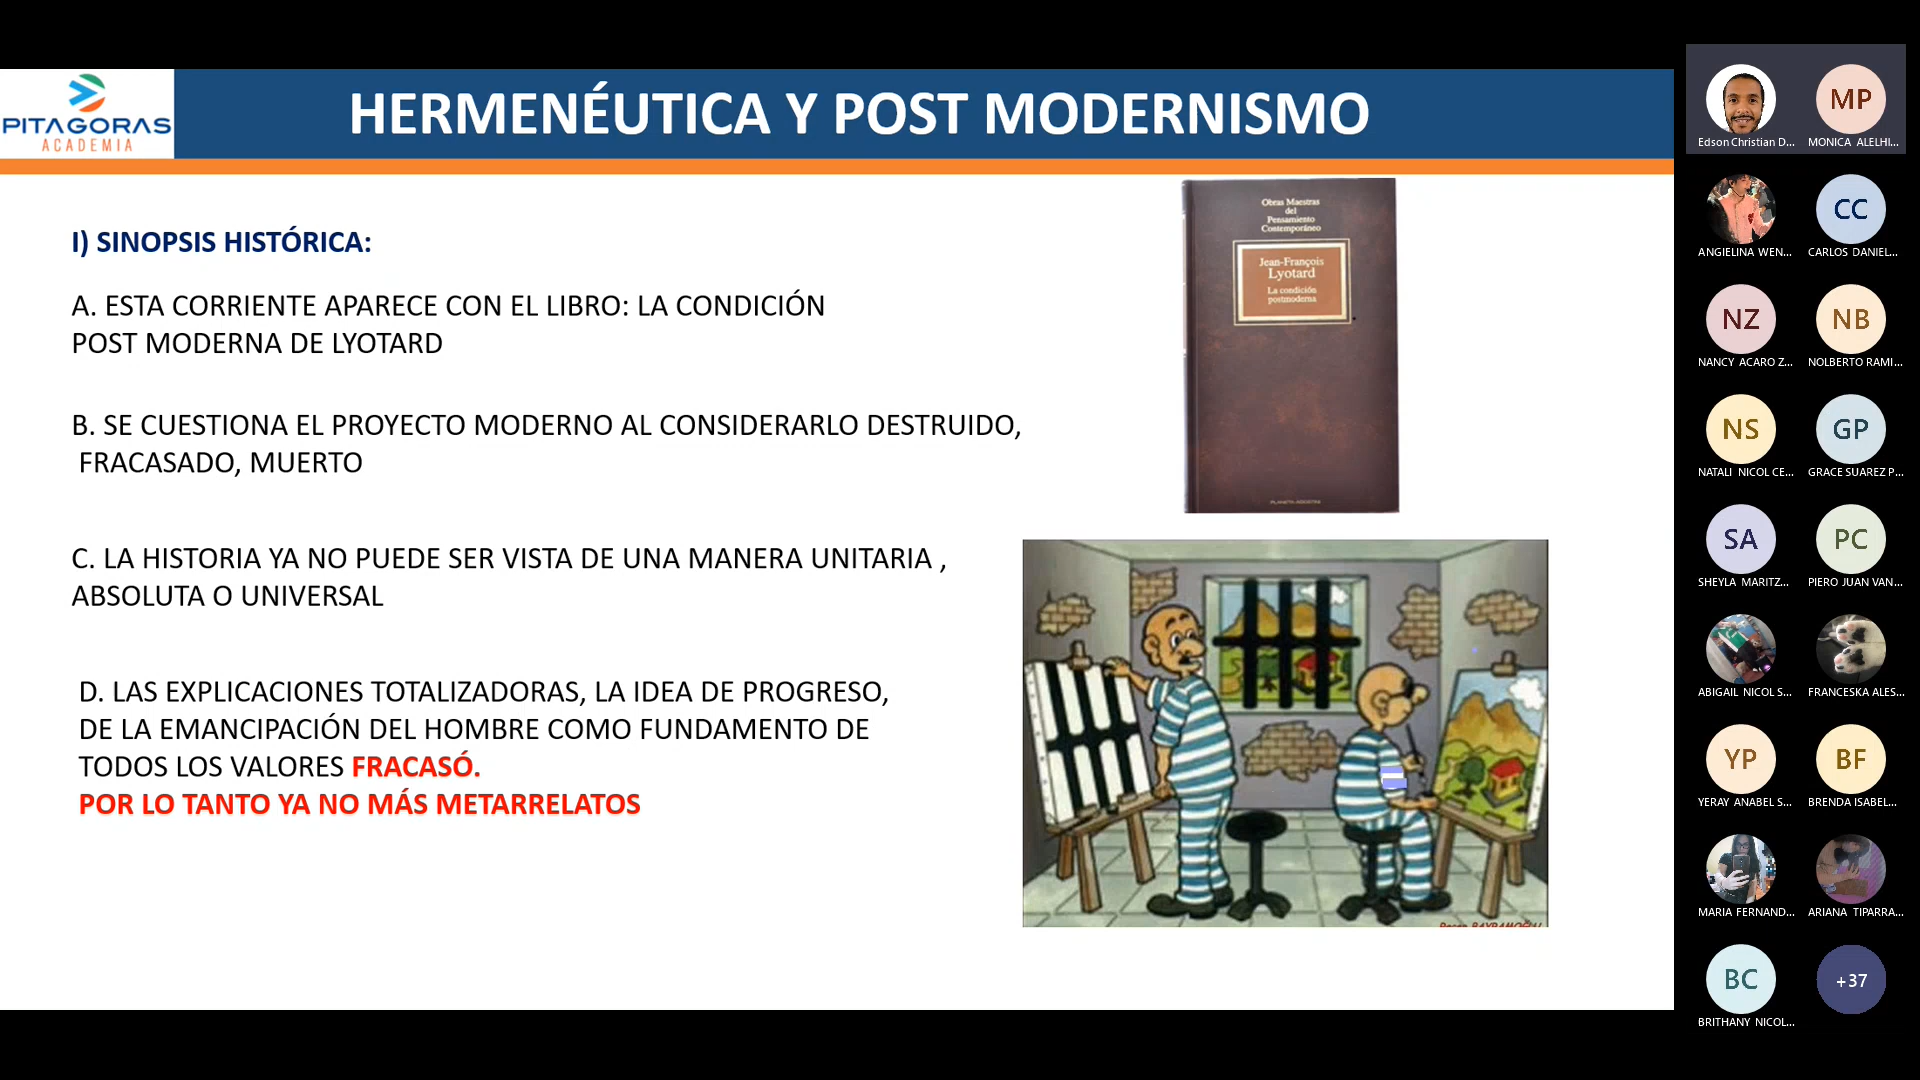 PITAGORAS
ACADEMIA
HERMENÉUTICA Y POST MODERNISMO
I) SINOPSIS HISTÓRICA:
A. ESTA CORRIENTE APARECE CON EL LIBRO: LA CONDICIÓN
POST MODERNA DE LYOTARD
B. SE CUESTIONA EL PROYECTO MODERNO AL CONSIDERARLO DESTRUIDO,
FRACASADO, MUERTO
C. LA HISTORIA YA NO PUEDE SER VISTA DE UNA MANERA UNITARIA ,
ABSOLUTA O UNIVERSAL
D. LAS EXPLICACIONES TOTALIZADORAS, LA IDEA DE PROGRESO,
DE LA EMANCIPACIÓN DEL HOMBRE COMO FUNDAMENTO DE
TODOS LOS VALORES FRACASÓ.
POR LO TANTO YA NO MÁS METARRELATOS
Obras Maestras
del
Pensamiento
Contemporáneo
Jean-François
Lyotard
La condición
postmoderna
PLANETA-AGOSTINI
MP
Edson Christian D...
MONICA ALELHI...
CC
ANGIELINA WEN...
CARLOS DANIEL...
NZ
NB
NANCY ACARO Z...
NOLBERTO RAMI...
NS
GP
NATALI NICOL CE...
GRACE SUAREZ P...
SA
PC
SHEYLA MARITZ...
PIERO JUAN VAN...
ABIGAIL NICOL S...
FRANCESKA ALES...
YP
BF
YERAY ANABEL S...
BRENDA ISABEL...
MARIA FERNAND...
ARIANA TIPARRA...
BC
+37
BRITHANY NICOL...